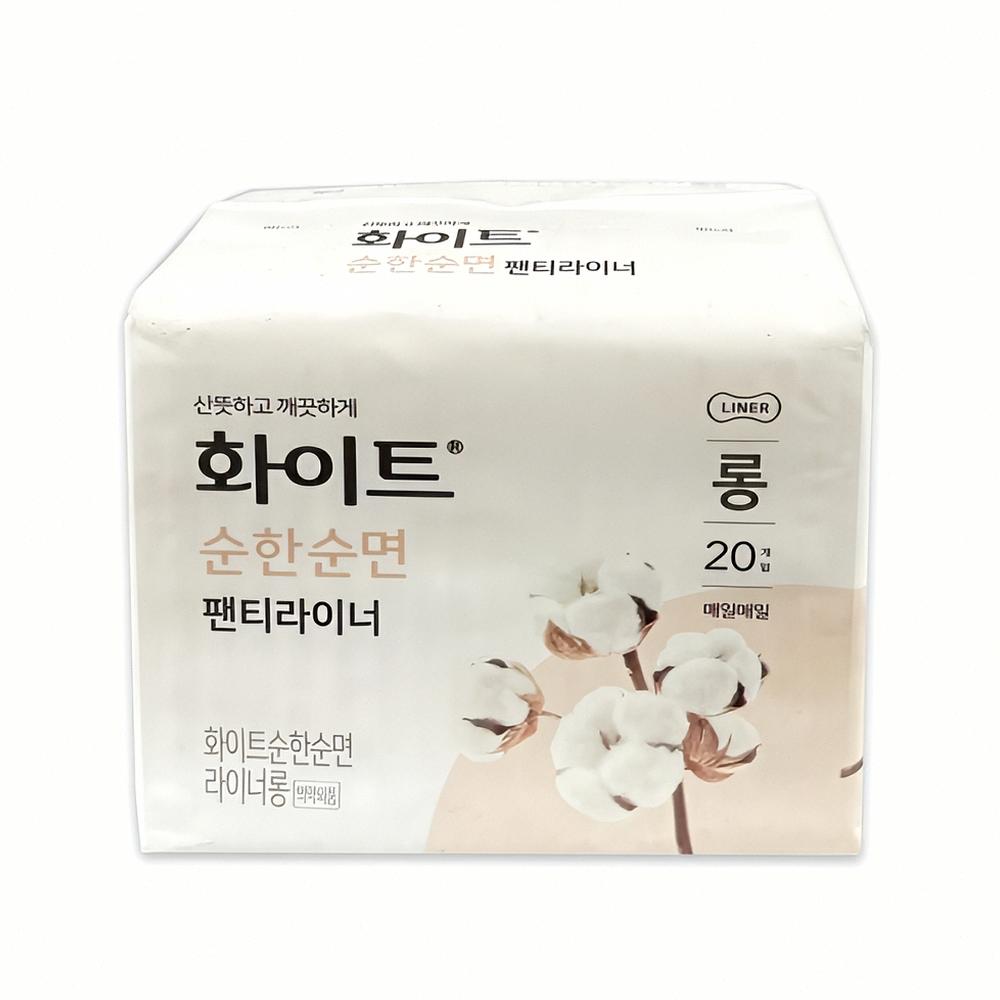 화이트
순한순면 팬티라이너
산뜻하고 깨끗하게
화이트®
순한순면
팬티라이너
화이트순한순면
라이너롱
LINER
롱
20개입
매일매일